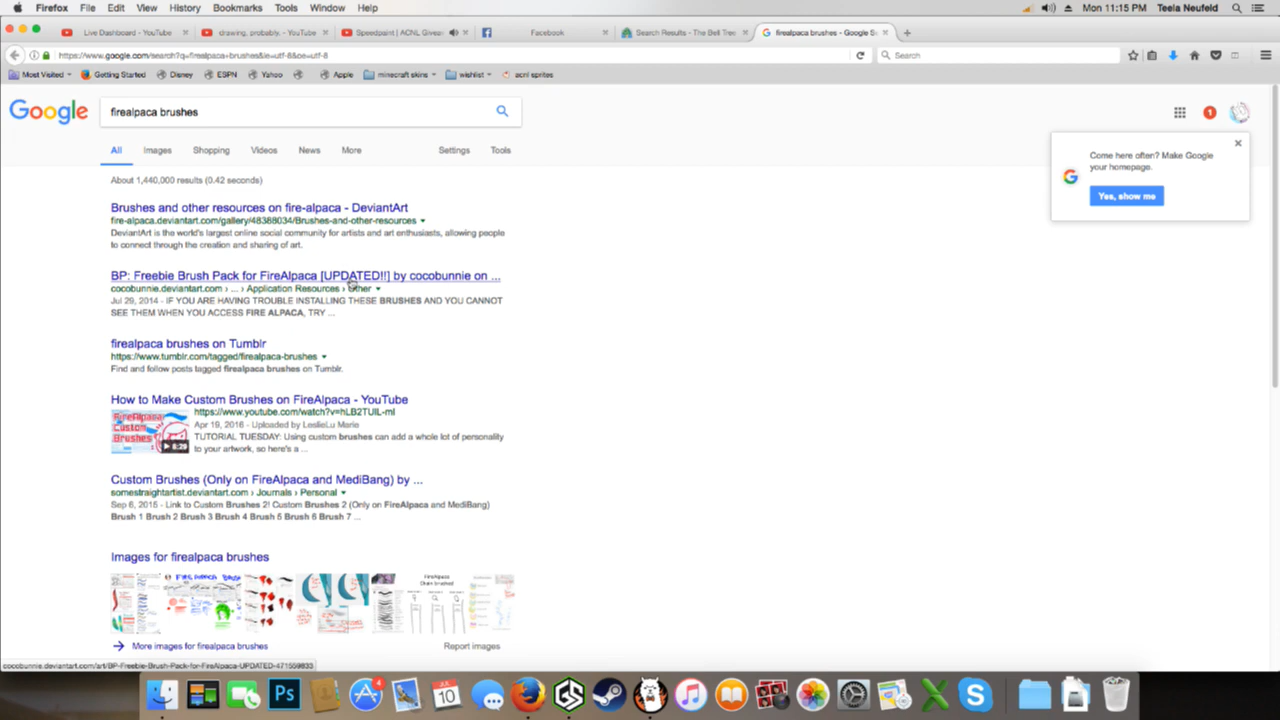 Firefox File Edit View History Bookmarks Tools Window Help Mon 11:15 PM Teela Neufeld
Live Dashboard - YouTube drawing, probably. - YouTube Speedpaint | ACNL Giveaw Facebook Search Results - The Bell Tree firealpaca brushes - Google Se
https://www.google.com/search?q=firealpaca+brushes&ie=utf-8&oe=utf-8 Search
Most Visited Getting Started Disney ESPN Yahoo Apple minecraft skins wishlist acnl sprites
Google firealpaca brushes 1
All Images Shopping Videos News More Settings Tools
Come here often? Make Google
your homepage.
Yes, show me
About 1,440,000 results (0.42 seconds)
Brushes and other resources on fire-alpaca - DeviantArt
fire-alpaca.deviantart.com/gallery/48388034/Brushes-and-other-resources
DeviantArt is the world's largest online social community for artists and art enthusiasts, allowing people
to connect through the creation and sharing of art.
BP: Freebie Brush Pack for FireAlpaca [UPDATED!!] by cocobunnie on ...
cocobunnie.deviantart.com › ... › Application Resources › Other
Jul 29, 2014 - IF YOU ARE HAVING TROUBLE INSTALLING THESE BRUSHES AND YOU CANNOT
SEE THEM WHEN YOU ACCESS FIRE ALPACA, TRY ...
firealpaca brushes on Tumblr
https://www.tumblr.com/tagged/firealpaca-brushes
Find and follow posts tagged firealpaca brushes on Tumblr.
How to Make Custom Brushes on FireAlpaca - YouTube
https://www.youtube.com/watch?v=hLB2TUIL-mI
Apr 19, 2016 - Uploaded by LeslieLu Marie
TUTORIAL TUESDAY: Using custom brushes can add a whole lot of personality
to your artwork, so here's a ...
FireAlpaca
Custom
Brushes
6:29
Custom Brushes (Only on FireAlpaca and MediBang) by ...
somestraightartist.deviantart.com › Journals › Personal
Sep 6, 2015 - Link to Custom Brushes 2! Custom Brushes 2 (Only on FireAlpaca and MediBang)
Brush 1 Brush 2 Brush 3 Brush 4 Brush 5 Brush 6 Brush 7 ...
Images for firealpaca brushes
FireAlpaca
Chain brushes
More images for firealpaca brushes Report images
cocobunnie.deviantart.com/art/BP-Freebie-Brush-Pack-for-FireAlpaca-UPDATED-471559833
Ps JUL 10 4 GS